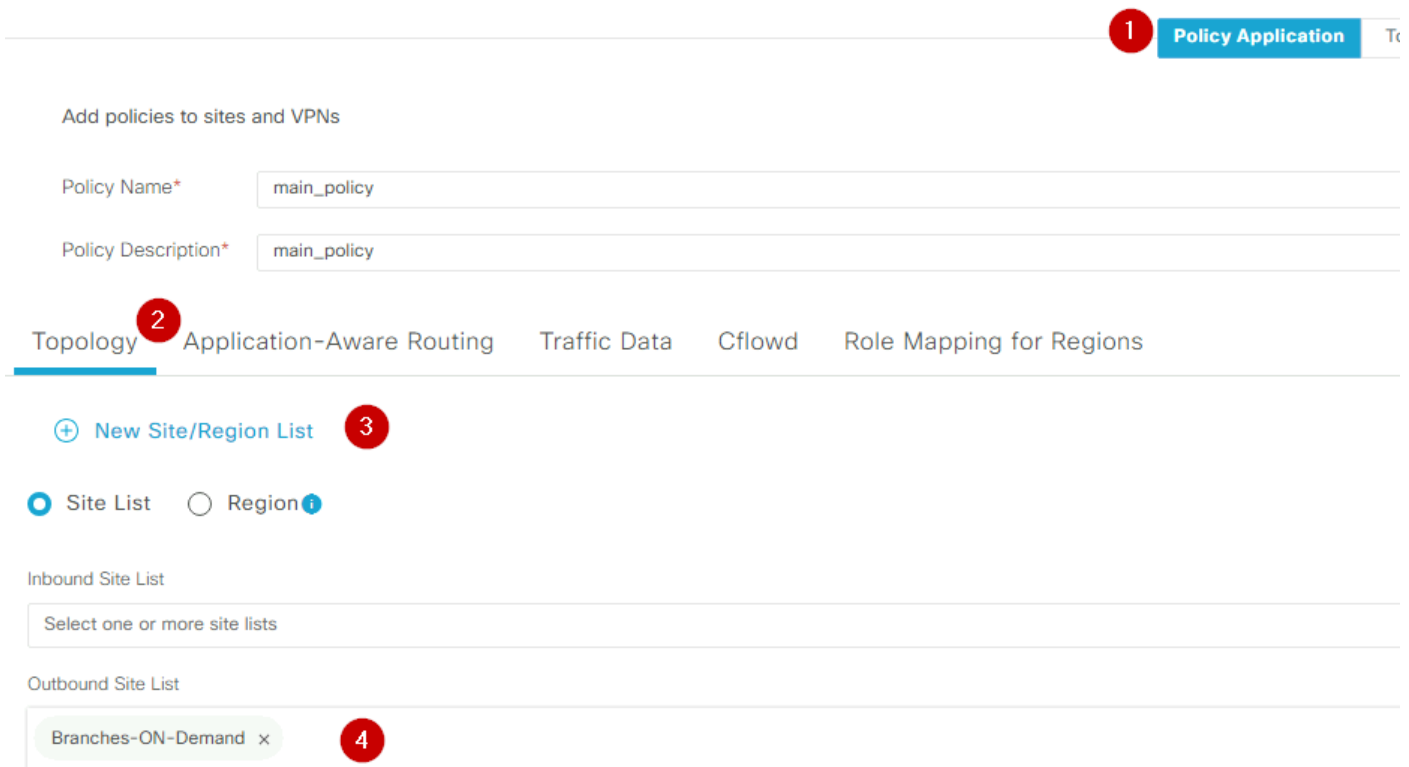 1 Policy Application To
Add policies to sites and VPNs
Policy Name* main_policy
Policy Description* main_policy
2
Topology Application-Aware Routing Traffic Data Cflowd Role Mapping for Regions
New Site/Region List 3
Site List Region i
Inbound Site List
Select one or more site lists
Outbound Site List
Branches-ON-Demand × 4